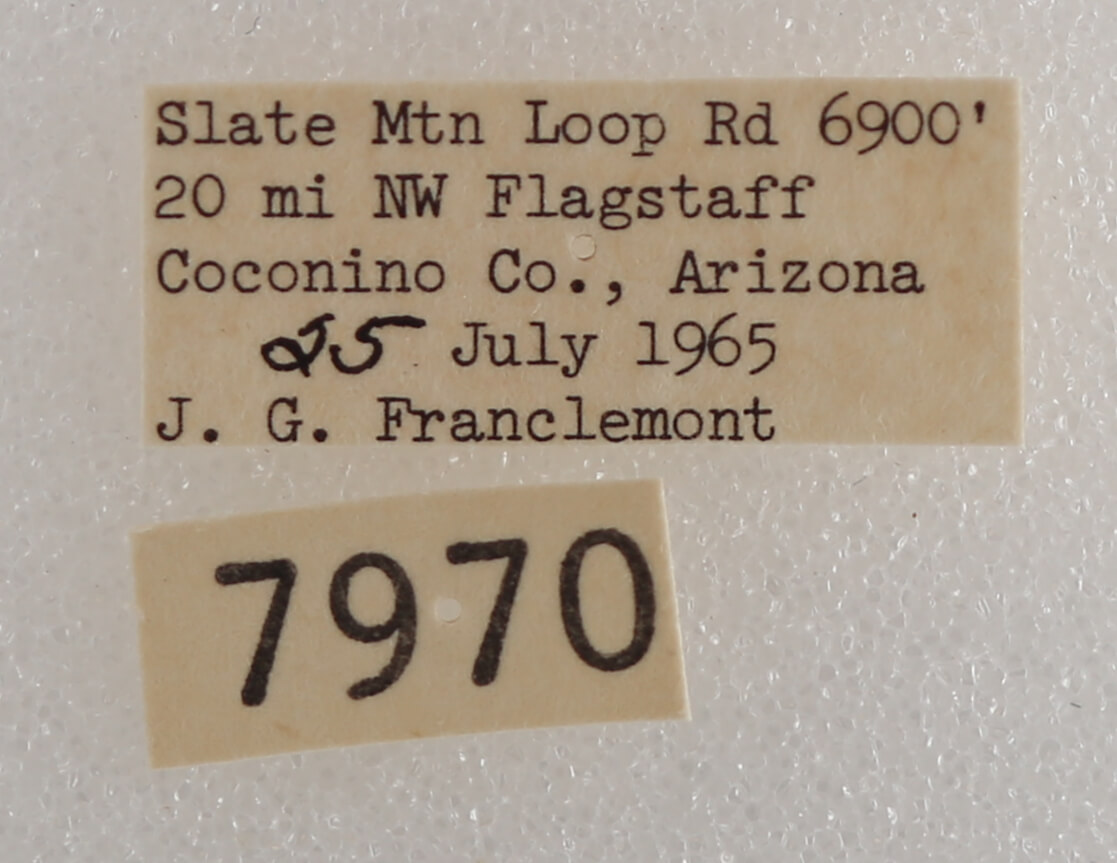 Slate Mtn Loop Rd 6900'
20 mi NW Flagstaff
Coconino Co., Arizona
25 July 1965
J. G. Franclemont
7970